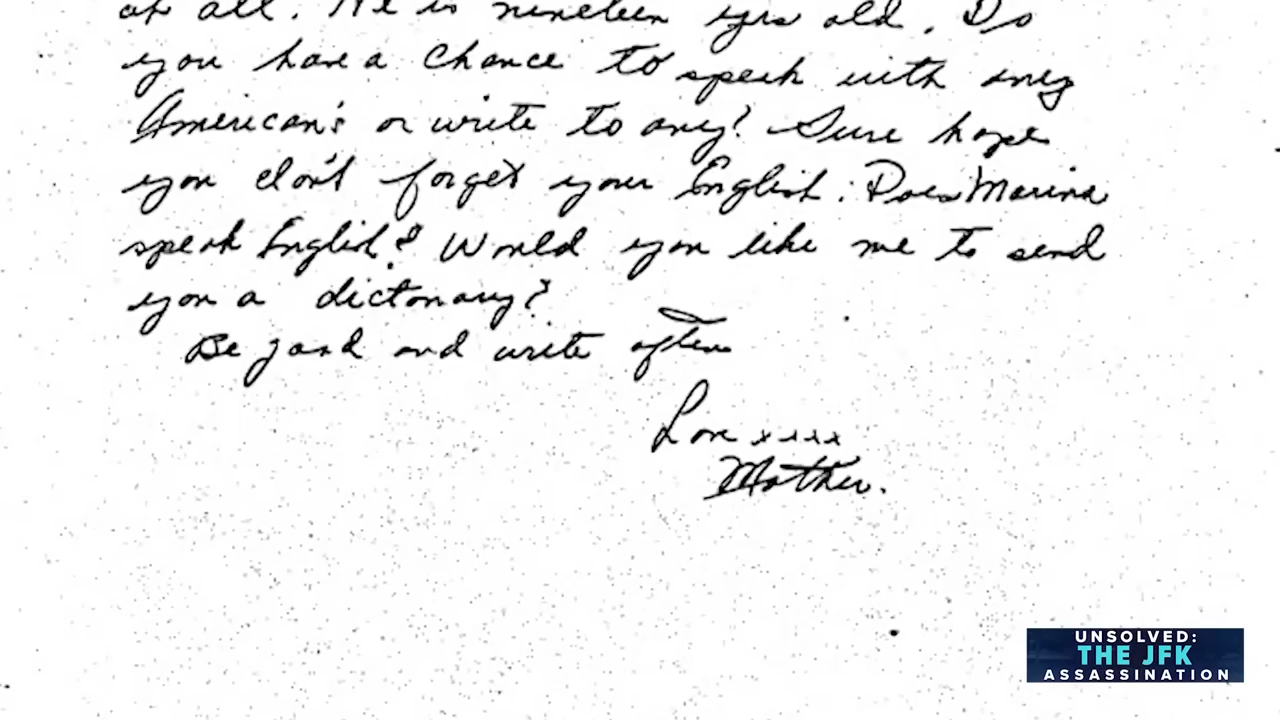 at all. He is nineteen yrs old. Do
you have a chance to speak with any
American's or write to any? Sure hope
you don't forget your English. Does Marina
speak English? Would you like me to send
you a dictonary?
Be good and write often
Love xxxx
Mother.
UNSOLVED:
THE JFK
ASSASSINATION